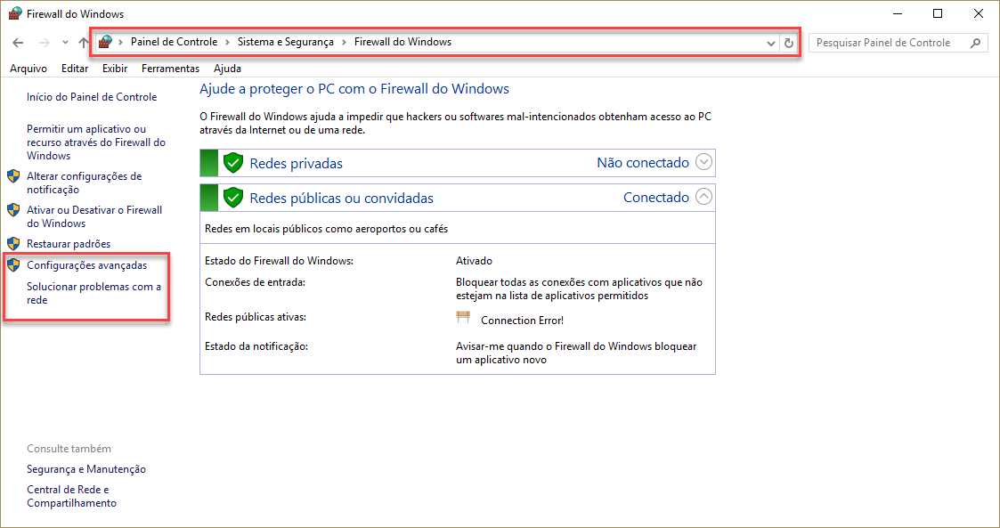 Firewall do Windows
Painel de Controle > Sistema e Segurança > Firewall do Windows
Pesquisar Painel de Controle
Arquivo Editar Exibir Ferramentas Ajuda
Início do Painel de Controle
Permitir um aplicativo ou
recurso através do Firewall do
Windows
Alterar configurações de
notificação
Ativar ou Desativar o Firewall
do Windows
Restaurar padrões
Configurações avançadas
Solucionar problemas com a
rede
Ajude a proteger o PC com o Firewall do Windows
O Firewall do Windows ajuda a impedir que hackers ou softwares mal-intencionados obtenham acesso ao PC
através da Internet ou de uma rede.
Redes privadas Não conectado
Redes públicas ou convidadas Conectado
Redes em locais públicos como aeroportos ou cafés
Estado do Firewall do Windows: Ativado
Conexões de entrada: Bloquear todas as conexões com aplicativos que não
estejam na lista de aplicativos permitidos
Redes públicas ativas: Connection Error!
Estado da notificação: Avisar-me quando o Firewall do Windows bloquear
um aplicativo novo
Consulte também
Segurança e Manutenção
Central de Rede e
Compartilhamento